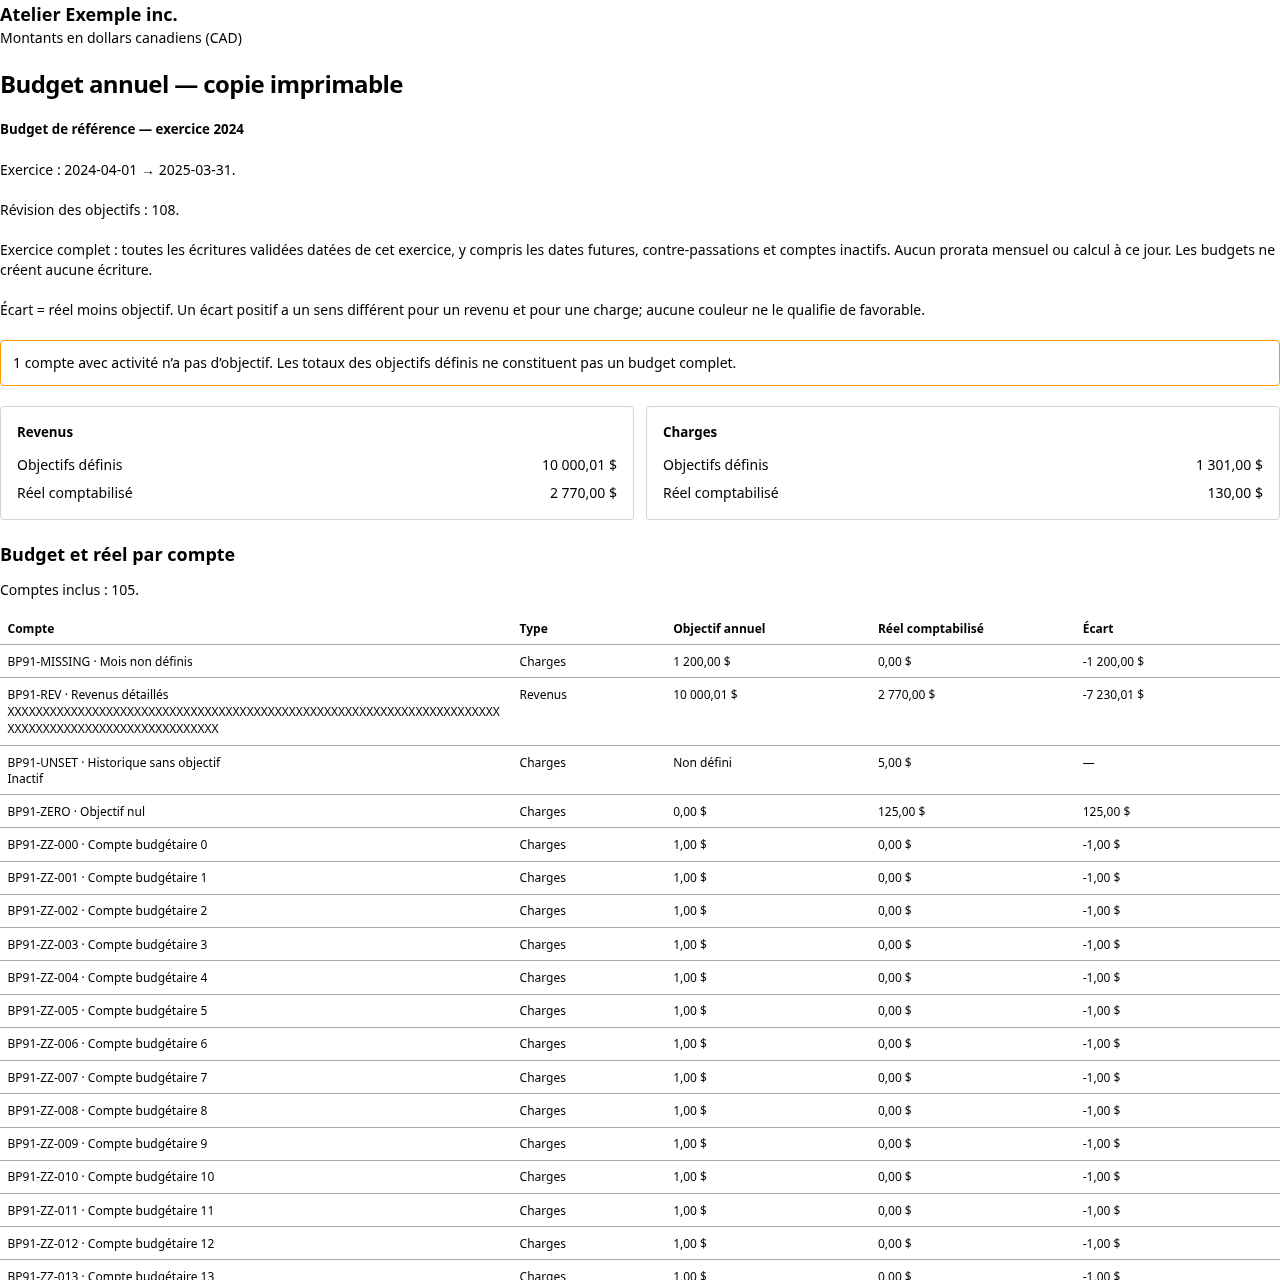 Atelier Exemple inc.
Montants en dollars canadiens (CAD)
Budget annuel — copie imprimable
Budget de référence — exercice 2024
Exercice : 2024-04-01 → 2025-03-31.
Révision des objectifs : 108.
Exercice complet : toutes les écritures validées datées de cet exercice, y compris les dates futures, contre-passations et comptes inactifs. Aucun prorata mensuel ou calcul à ce jour. Les budgets ne
créent aucune écriture.
Écart = réel moins objectif. Un écart positif a un sens différent pour un revenu et pour une charge; aucune couleur ne le qualifie de favorable.
1 compte avec activité n’a pas d’objectif. Les totaux des objectifs définis ne constituent pas un budget complet.
Revenus
Objectifs définis 10 000,01 $
Réel comptabilisé 2 770,00 $
Charges
Objectifs définis 1 301,00 $
Réel comptabilisé 130,00 $
Budget et réel par compte
Comptes inclus : 105.
Compte Type Objectif annuel Réel comptabilisé Écart
BP91-MISSING · Mois non définis Charges 1 200,00 $ 0,00 $ -1 200,00 $
BP91-REV · Revenus détaillés Revenus 10 000,01 $ 2 770,00 $ -7 230,01 $
XXXXXXXXXXXXXXXXXXXXXXXXXXXXXXXXXXXXXXXXXXXXXXXXXXXXXXXXXXXXXXXXXXXXXX
XXXXXXXXXXXXXXXXXXXXXXXXXXXXXX
BP91-UNSET · Historique sans objectif Charges Non défini 5,00 $ —
Inactif
BP91-ZERO · Objectif nul Charges 0,00 $ 125,00 $ 125,00 $
BP91-ZZ-000 · Compte budgétaire 0 Charges 1,00 $ 0,00 $ -1,00 $
BP91-ZZ-001 · Compte budgétaire 1 Charges 1,00 $ 0,00 $ -1,00 $
BP91-ZZ-002 · Compte budgétaire 2 Charges 1,00 $ 0,00 $ -1,00 $
BP91-ZZ-003 · Compte budgétaire 3 Charges 1,00 $ 0,00 $ -1,00 $
BP91-ZZ-004 · Compte budgétaire 4 Charges 1,00 $ 0,00 $ -1,00 $
BP91-ZZ-005 · Compte budgétaire 5 Charges 1,00 $ 0,00 $ -1,00 $
BP91-ZZ-006 · Compte budgétaire 6 Charges 1,00 $ 0,00 $ -1,00 $
BP91-ZZ-007 · Compte budgétaire 7 Charges 1,00 $ 0,00 $ -1,00 $
BP91-ZZ-008 · Compte budgétaire 8 Charges 1,00 $ 0,00 $ -1,00 $
BP91-ZZ-009 · Compte budgétaire 9 Charges 1,00 $ 0,00 $ -1,00 $
BP91-ZZ-010 · Compte budgétaire 10 Charges 1,00 $ 0,00 $ -1,00 $
BP91-ZZ-011 · Compte budgétaire 11 Charges 1,00 $ 0,00 $ -1,00 $
BP91-ZZ-012 · Compte budgétaire 12 Charges 1,00 $ 0,00 $ -1,00 $
BP91-ZZ-013 · Compte budgétaire 13 Charges 1,00 $ 0,00 $ -1,00 $